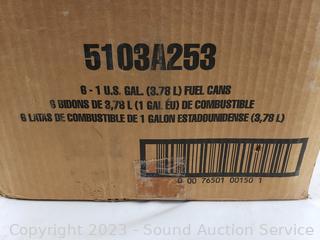 5103A253
6 - 1 U.S. GAL. (3.78 L) FUEL CANS
6 BIDONS DE 3,78 L (1 GAL ÉU) DE COMBUSTIBLE
6 LATAS DE COMBUSTIBLE DE 1 GALON ESTADOUNIDENSE (3,78 L)
0 00 76501 00150 1
Copyright © 2023 - Sound Auction Service